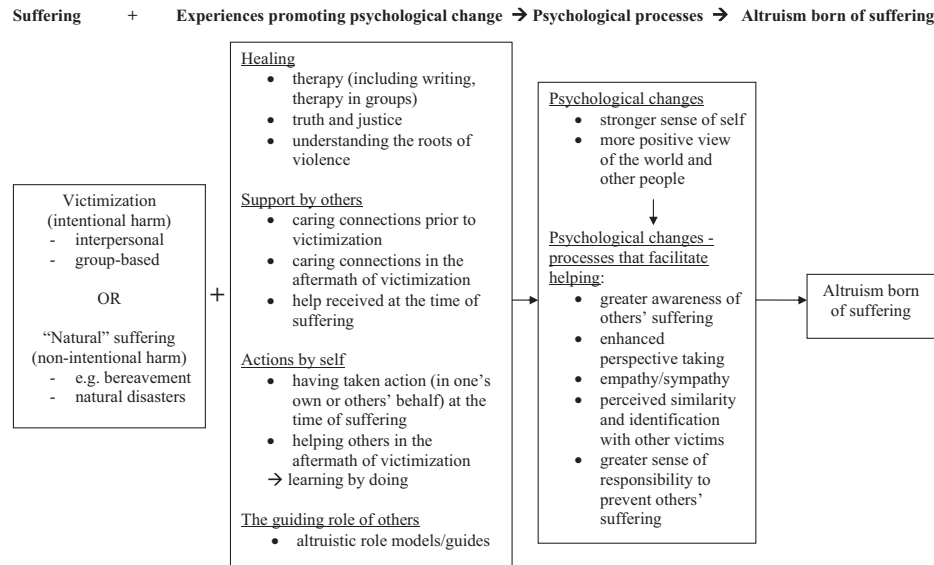 Suffering + Experiences promoting psychological change → Psychological processes → Altruism born of suffering
Victimization
(intentional harm)
- interpersonal
- group-based
OR
“Natural” suffering
(non-intentional harm)
- e.g. bereavement
- natural disasters
+
Healing
• therapy (including writing,
therapy in groups)
• truth and justice
• understanding the roots of
violence
Support by others
• caring connections prior to
victimization
• caring connections in the
aftermath of victimization
• help received at the time of
suffering
Actions by self
• having taken action (in one’s
own or others’ behalf) at the
time of suffering
• helping others in the
aftermath of victimization
→ learning by doing
The guiding role of others
• altruistic role models/guides
Psychological changes
• stronger sense of self
• more positive view
of the world and
other people
Psychological changes -
processes that facilitate
helping:
• greater awareness of
others’ suffering
• enhanced
perspective taking
• empathy/sympathy
• perceived similarity
and identification
with other victims
• greater sense of
responsibility to
prevent others’
suffering
Altruism born
of suffering